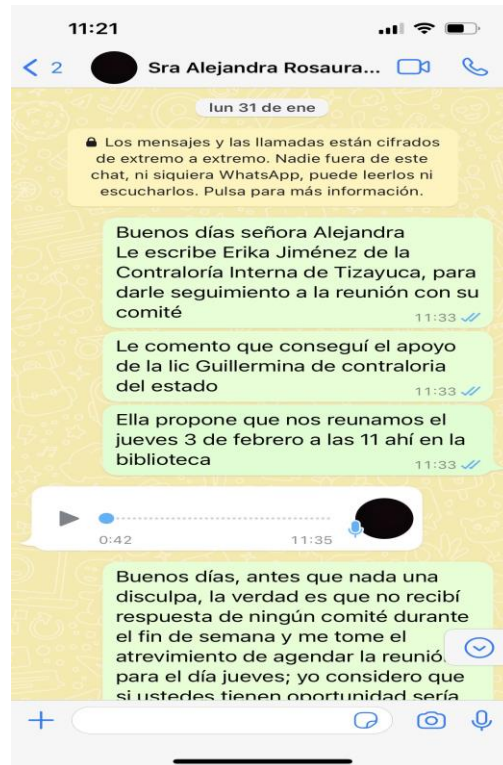 11:21
2
Sra Alejandra Rosaura...
lun 31 de ene
Los mensajes y las llamadas están cifrados
de extremo a extremo. Nadie fuera de este
chat, ni siquiera WhatsApp, puede leerlos ni
escucharlos. Pulsa para más información.
Buenos días señora Alejandra
Le escribe Erika Jiménez de la
Contraloría Interna de Tizayuca, para
darle seguimiento a la reunión con su
comité
11:33
Le comento que conseguí el apoyo
de la lic Guillermina de contraloria
del estado
11:33
Ella propone que nos reunamos el
jueves 3 de febrero a las 11 ahí en la
biblioteca
11:33
0:42 11:35
Buenos días, antes que nada una
disculpa, la verdad es que no recibí
respuesta de ningún comité durante
el fin de semana y me tome el
atrevimiento de agendar la reunió
para el día jueves; yo considero que
si ustedes tienen oportunidad sería